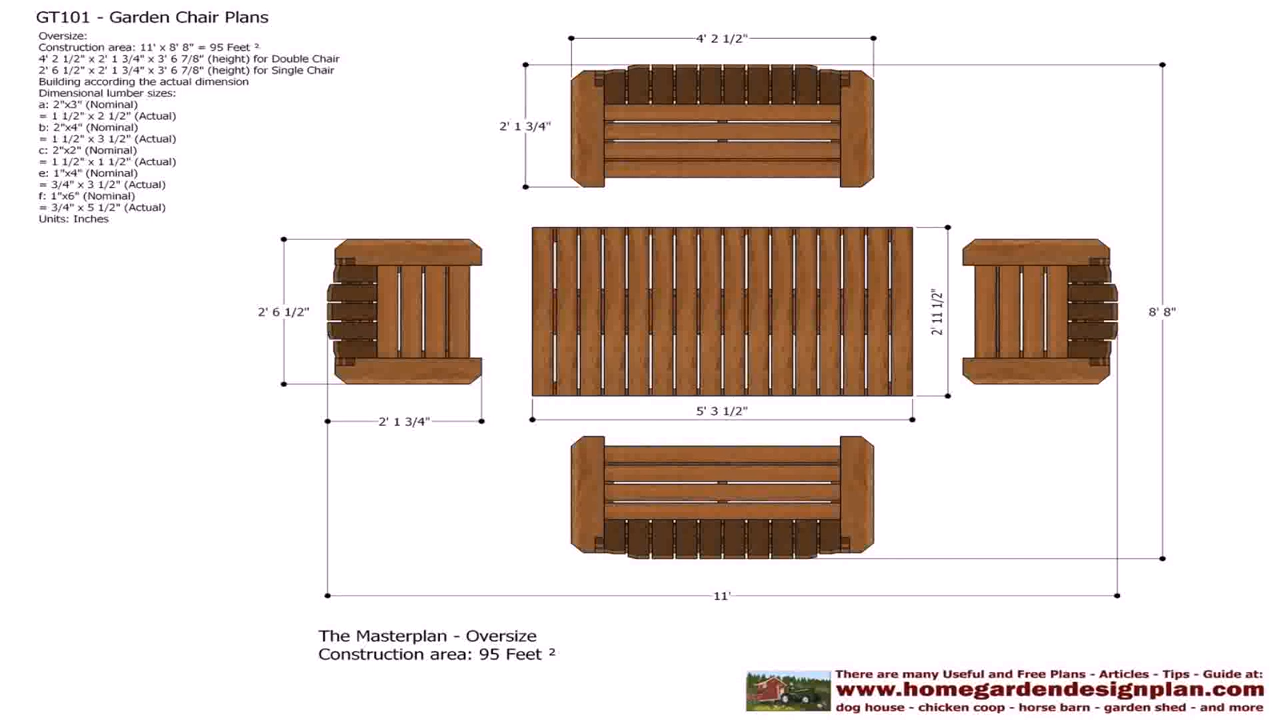 GT101 - Garden Chair Plans
Oversize:
Construction area: 11' x 8' 8" = 95 Feet ²
4' 2 1/2" x 2' 1 3/4" x 3' 6 7/8" (height) for Double Chair
2' 6 1/2" x 2' 1 3/4" x 3' 6 7/8" (height) for Single Chair
Building according the actual dimension
Dimensional lumber sizes:
a: 2"x3" (Nominal)
= 1 1/2" x 2 1/2" (Actual)
b: 2"x4" (Nominal)
= 1 1/2" x 3 1/2" (Actual)
c: 2"x2" (Nominal)
= 1 1/2" x 1 1/2" (Actual)
e: 1"x4" (Nominal)
= 3/4" x 3 1/2" (Actual)
f: 1"x6" (Nominal)
= 3/4" x 5 1/2" (Actual)
Units: Inches
4' 2 1/2"
2' 1 3/4"
2' 6 1/2"
2' 11 1/2"
8' 8"
5' 3 1/2"
2' 1 3/4"
11'
The Masterplan - Oversize
Construction area: 95 Feet ²
There are many Useful and Free Plans - Articles - Tips - Guide at:
www.homegardendesignplan.com
dog house - chicken coop - horse barn - garden shed - and more